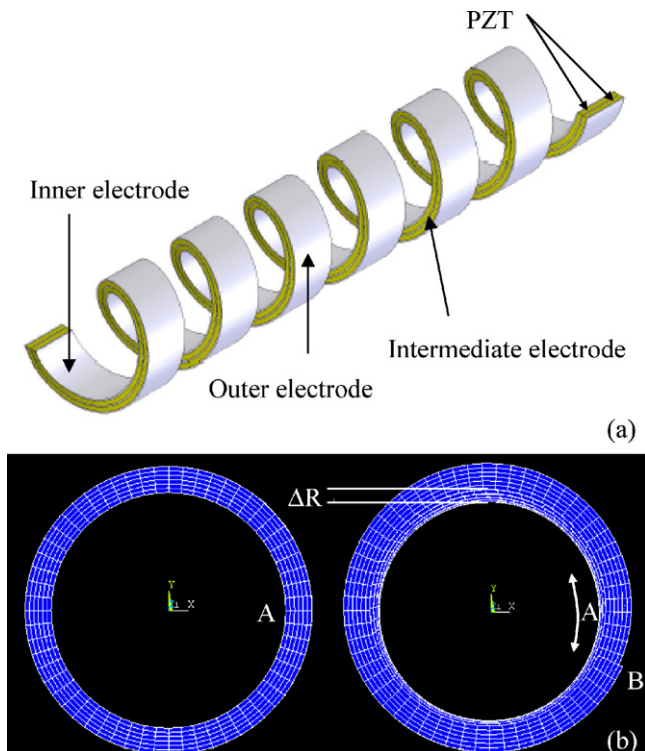 PZT
Inner electrode
Intermediate electrode
Outer electrode
(a)
ΔR
Y
X
A
Y
X
A
B
(b)